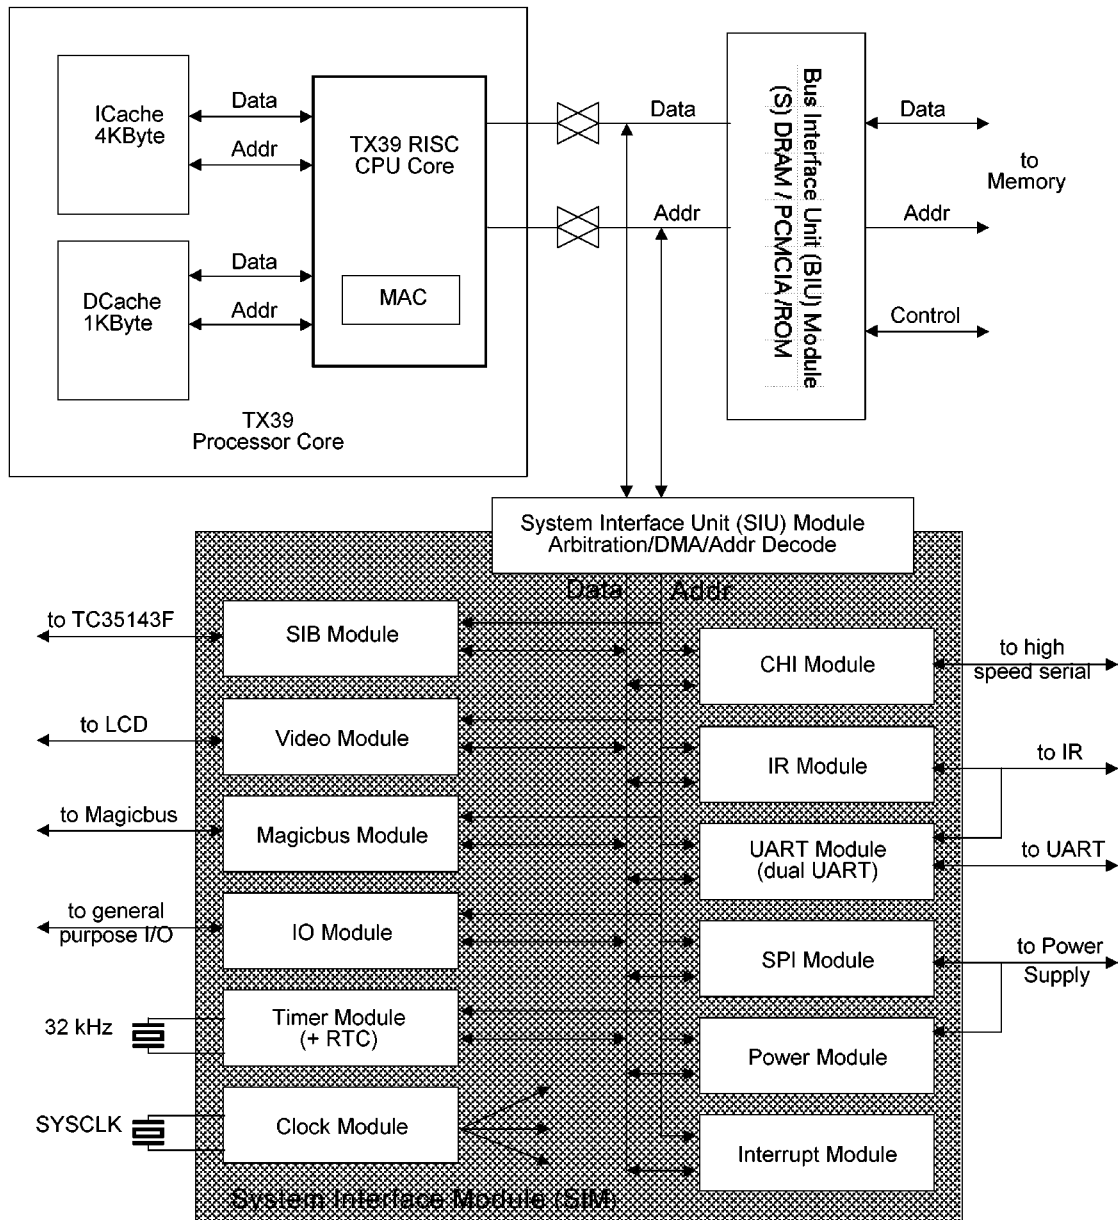 ICache
4KByte
Data
Addr
TX39 RISC
CPU Core
DCache
1KByte
Data
Addr
MAC
TX39
Processor Core
Data
Addr
Bus Interface Unit (BIU) Module
(S) DRAM / PCMCIA /ROM
Data
to
Memory
Addr
Control
System Interface Unit (SIU) Module
Arbitration/DMA/Addr Decode
Data
Addr
to TC35143F
SIB Module
to LCD
Video Module
to Magicbus
Magicbus Module
to general
purpose I/O
IO Module
32 kHz
Timer Module
(+ RTC)
SYSCLK
Clock Module
CHI Module
to high
speed serial
IR Module
to IR
UART Module
(dual UART)
to UART
SPI Module
to Power
Supply
Power Module
Interrupt Module
System Interface Module (SIM)